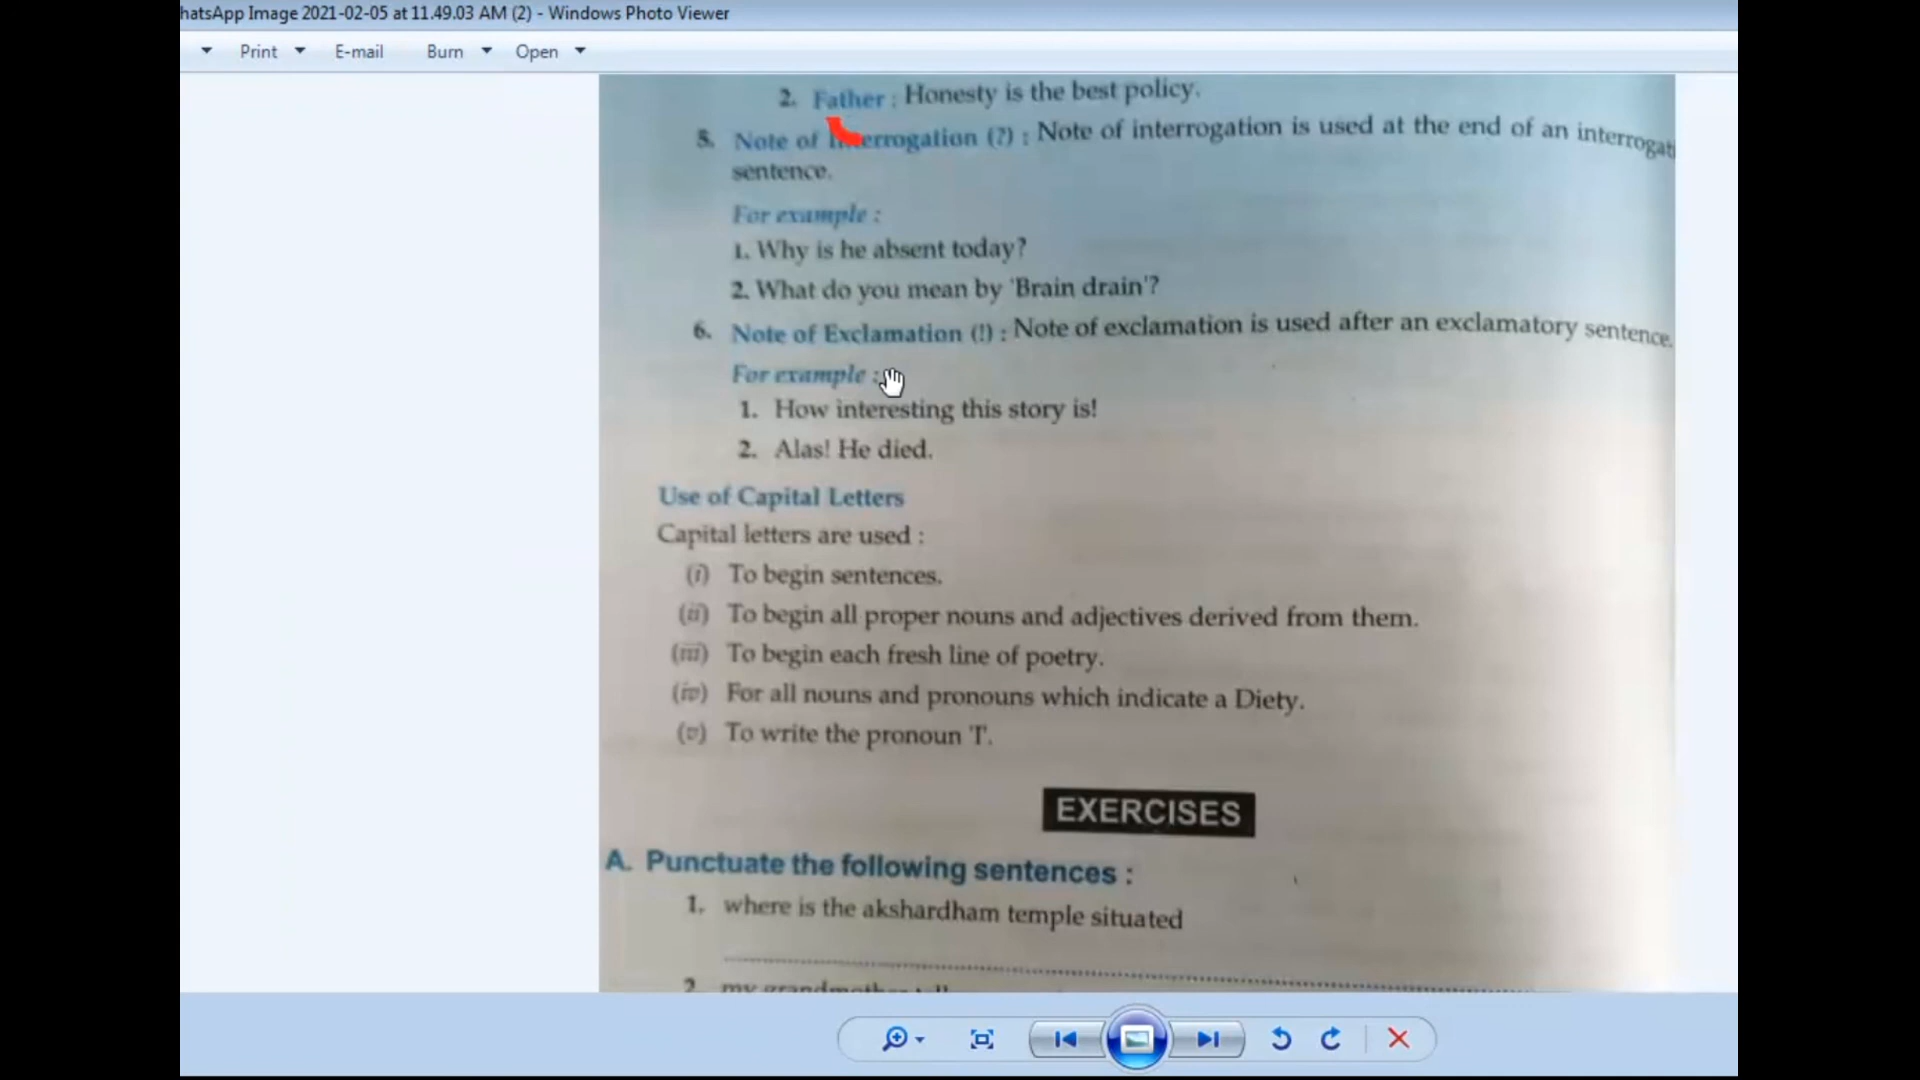 hatsApp Image 2021-02-05 at 11.49.03 AM (2) - Windows Photo Viewer
Print E-mail Burn Open
2. Father : Honesty is the best policy.
5. Note of Interrogation (?) : Note of interrogation is used at the end of an interrogati
sentence.
For example :
1. Why is he absent today?
2. What do you mean by 'Brain drain'?
6. Note of Exclamation (!) : Note of exclamation is used after an exclamatory sentence.
For example :
1. How interesting this story is!
2. Alas! He died.
Use of Capital Letters
Capital letters are used :
(i) To begin sentences.
(ii) To begin all proper nouns and adjectives derived from them.
(iii) To begin each fresh line of poetry.
(iv) For all nouns and pronouns which indicate a Diety.
(v) To write the pronoun 'I'.
EXERCISES
A. Punctuate the following sentences :
1. where is the akshardham temple situated
2. my grandmother